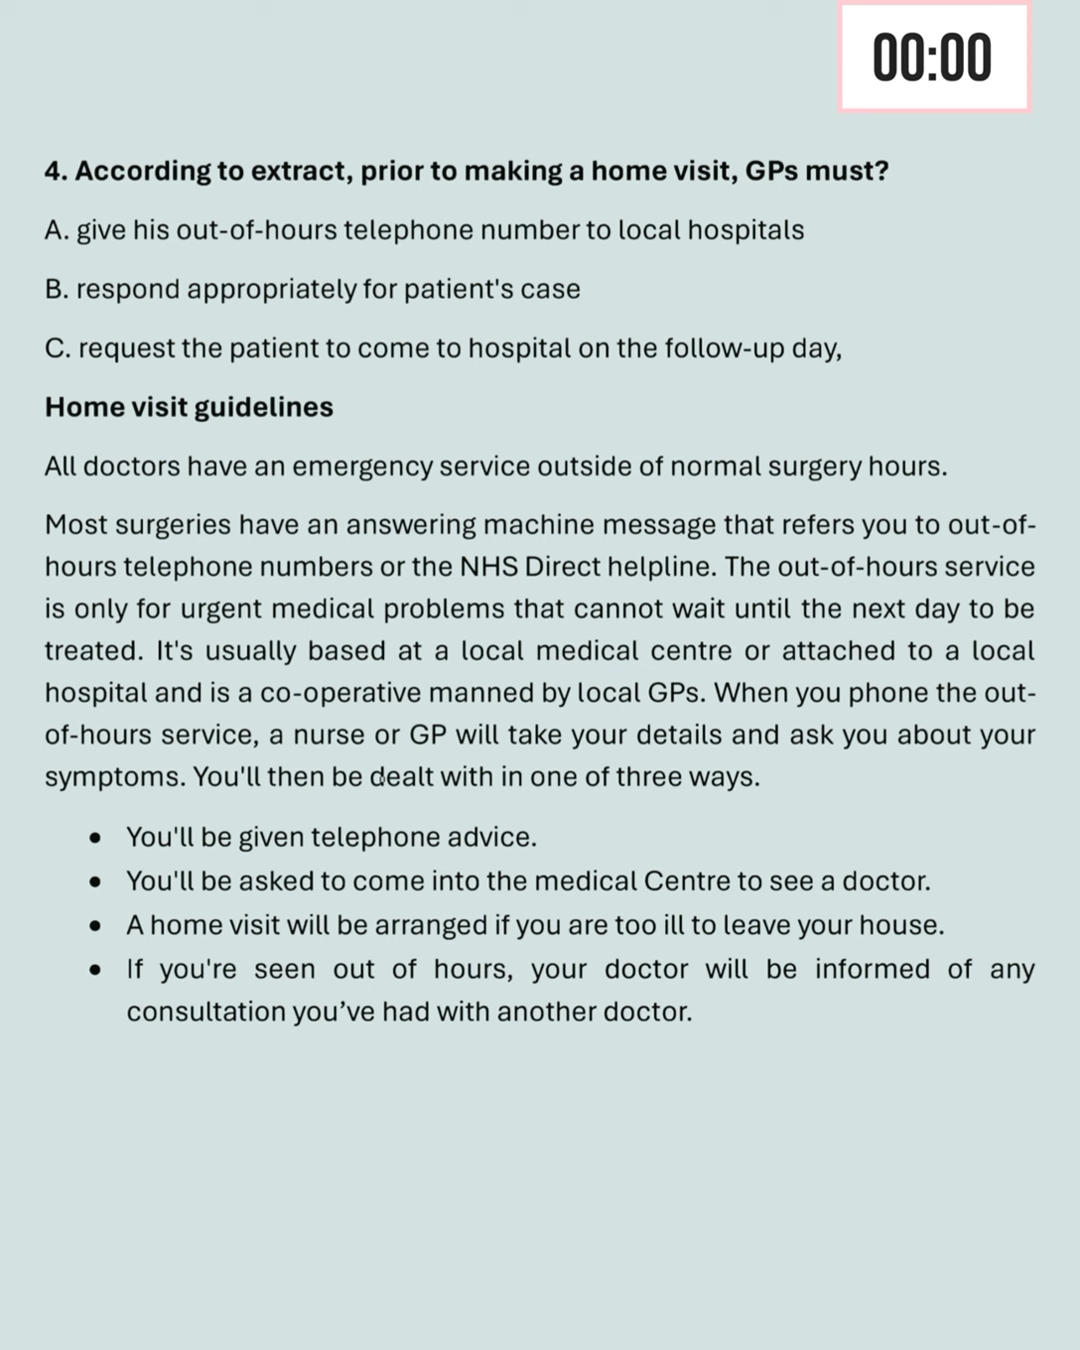 00:00
4. According to extract, prior to making a home visit, GPs must?
A. give his out-of-hours telephone number to local hospitals
B. respond appropriately for patient's case
C. request the patient to come to hospital on the follow-up day,
Home visit guidelines
All doctors have an emergency service outside of normal surgery hours.
Most surgeries have an answering machine message that refers you to out-of-
hours telephone numbers or the NHS Direct helpline. The out-of-hours service
is only for urgent medical problems that cannot wait until the next day to be
treated. It's usually based at a local medical centre or attached to a local
hospital and is a co-operative manned by local GPs. When you phone the out-
of-hours service, a nurse or GP will take your details and ask you about your
symptoms. You'll then be dealt with in one of three ways.
• You'll be given telephone advice.
• You'll be asked to come into the medical Centre to see a doctor.
• A home visit will be arranged if you are too ill to leave your house.
• If you're seen out of hours, your doctor will be informed of any
consultation you’ve had with another doctor.